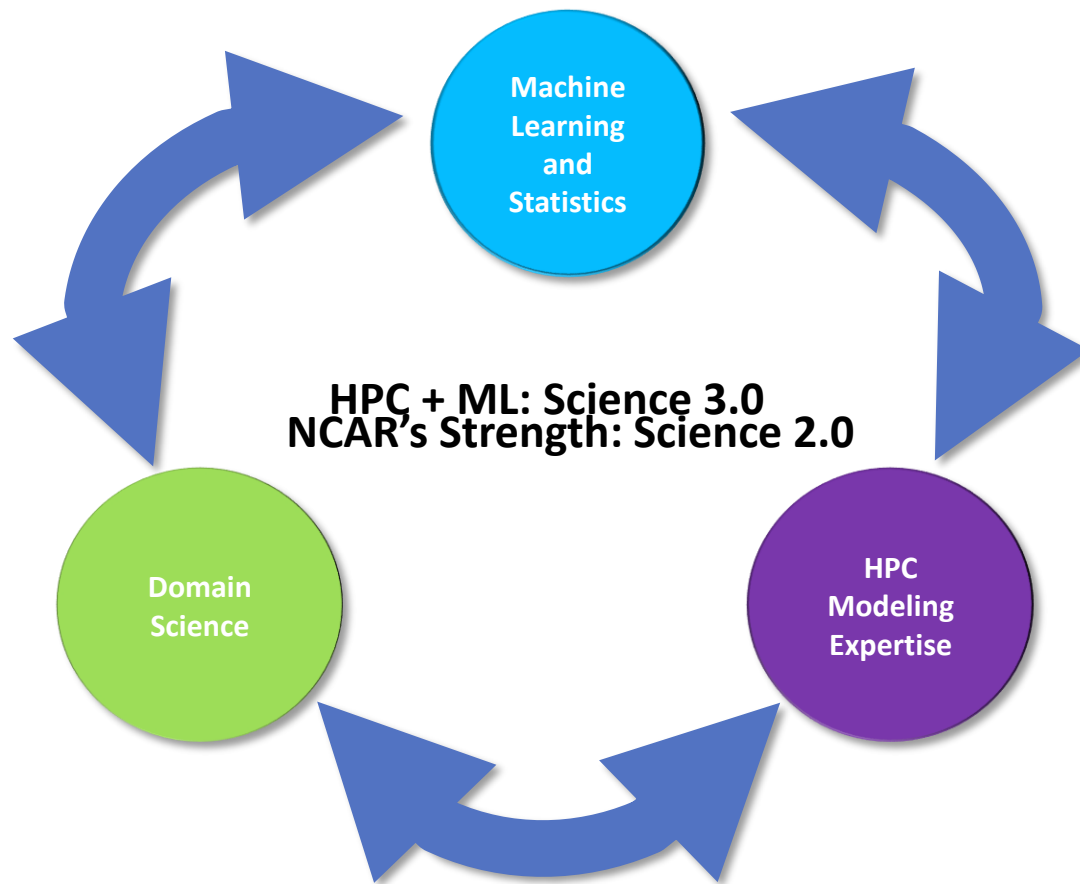 Machine
Learning
and
Statistics
HPC + ML: Science 3.0
NCAR's Strength: Science 2.0
Domain
Science
HPC
Modeling
Expertise